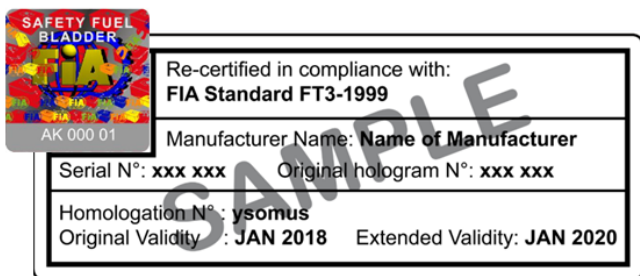 SAFETY FUEL
BLADDER
FIA
AK 000 01
Re-certified in compliance with:
FIA Standard FT3-1999
Manufacturer Name: Name of Manufacturer
Serial N°: xxx xxx Original hologram N°: xxx xxx
Homologation N° : ysomus
Original Validity : JAN 2018 Extended Validity: JAN 2020
SAMPLE